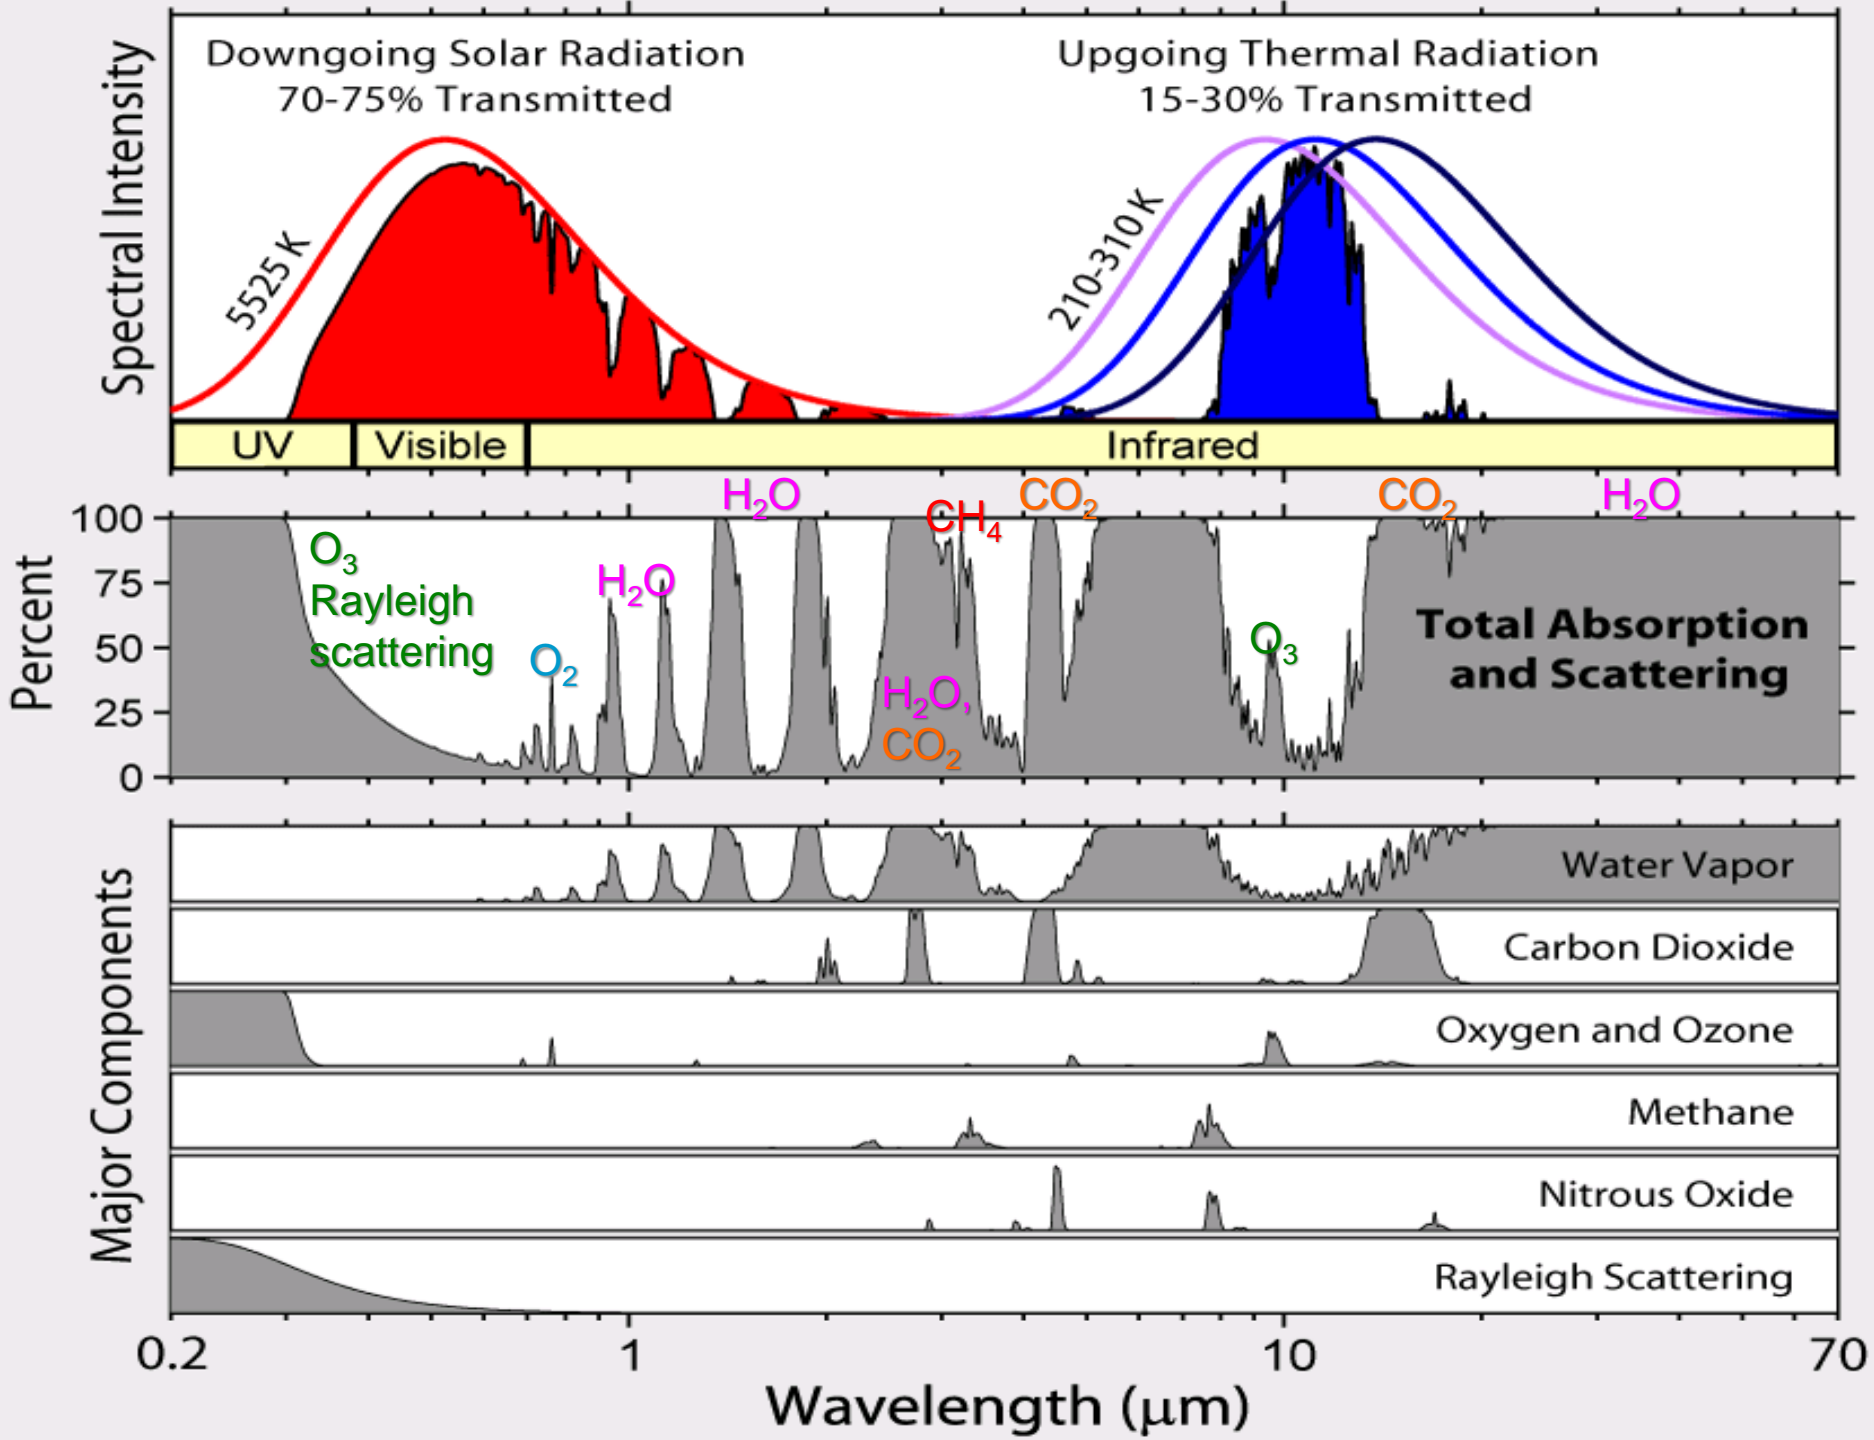 Downgoing Solar Radiation
70-75% Transmitted
Upgoing Thermal Radiation
15-30% Transmitted
Spectral Intensity
5525 K
210-310 K
UV
Visible
Infrared
H₂O
CH₄
CO₂
CO₂
H₂O
Percent
100
75
50
25
0
O₃
Rayleigh
scattering
O₂
H₂O
H₂O,
CO₂
O₃
Total Absorption
and Scattering
Major Components
Water Vapor
Carbon Dioxide
Oxygen and Ozone
Methane
Nitrous Oxide
Rayleigh Scattering
0.2
1
10
70
Wavelength (μm)